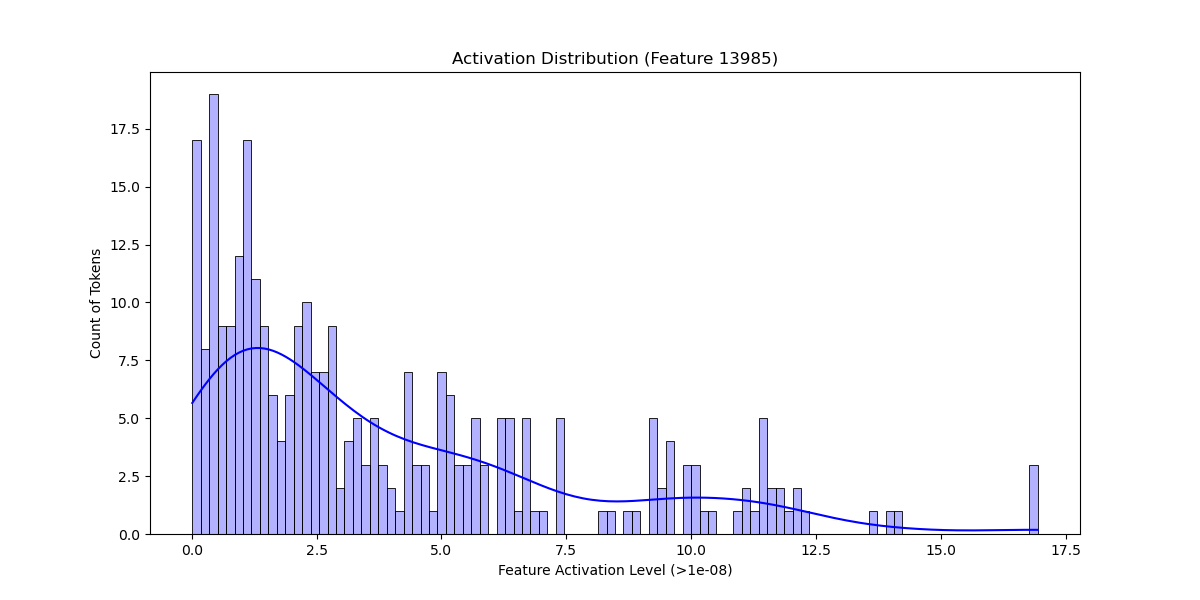 Activation Distribution (Feature 13985)
Count of Tokens
17.5
15.0
12.5
10.0
7.5
5.0
2.5
0.0
0.0 2.5 5.0 7.5 10.0 12.5 15.0 17.5
Feature Activation Level (>1e-08)